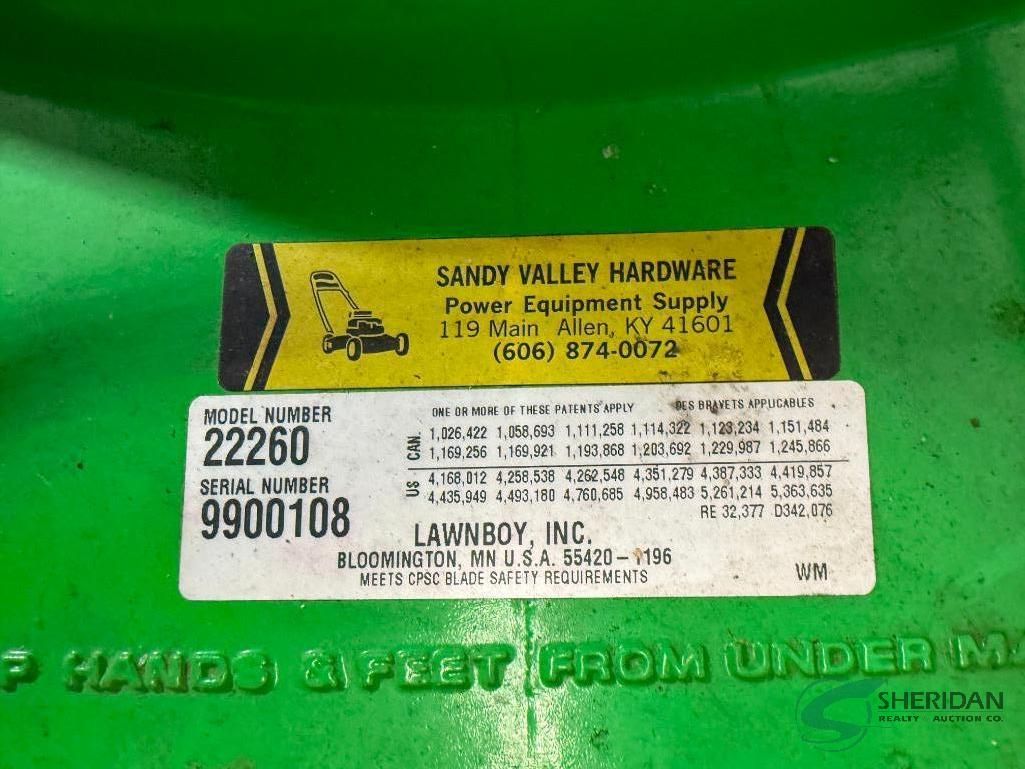 SANDY VALLEY HARDWARE
Power Equipment Supply
119 Main Allen, KY 41601
(606) 874-0072
MODEL NUMBER
22260
SERIAL NUMBER
9900108
ONE OR MORE OF THESE PATENTS APPLY DES BRAVETS APPLICABLES
CAN. 1,026,422 1,058,693 1,111,258 1,114,322 1,123,234 1,151,484
1,169,256 1,169,921 1,193,868 1,203,692 1,229,987 1,245,866
US 4,168,012 4,258,538 4,262,548 4,351,279 4,387,333 4,419,857
4,435,949 4,493,180 4,760,685 4,958,483 5,261,214 5,363,635
RE 32,377 D342,076
LAWNBOY, INC.
BLOOMINGTON, MN U.S.A. 55420-1196
MEETS CPSC BLADE SAFETY REQUIREMENTS
WM
P HANDS & FEET FROM UNDER M
SHERIDAN
REALTY AUCTION CO.